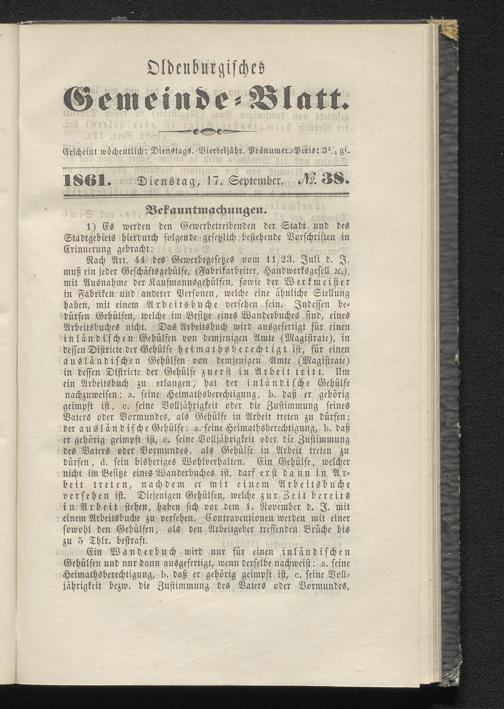 Oldenburgisches
Gemeinde-Blatt.
Erscheint wöchentlich: Dienstags. Vierteljähr. Pränumer.-Preis: 3¾ gr.
1861. Dienstag, 17. September. №. 38.
Bekanntmachungen.
1) Es werden den Gewerbetreibenden der Stadt und des
Stadtgebiets hierdurch folgende gesetzlich bestehende Vorschriften in
Erinnerung gebracht:
Nach Art. 44 des Gewerbegesetzes vom 11/23. Juli d. J.
muß ein jeder Geschäftsgehülfe, (Fabrikarbeiter, Handwerksgesell ꝛc.),
mit Ausnahme der Kaufmannsgehülfen, sowie der Werkmeister
in Fabriken und anderer Personen, welche eine ähnliche Stellung
haben, mit einem Arbeitsbuche versehen sein. Indessen be-
dürfen Gehülfen, welche im Besitze eines Wanderbuches sind, eines
Arbeitsbuches nicht. Das Arbeitsbuch wird ausgefertigt für einen
inländischen Gehülfen von demjenigen Amte (Magistrate), in
dessen Districte der Gehülfe heimathsberechtigt ist, für einen
ausländischen Gehülfen von demjenigen Amte (Magistrate)
in dessen Districte der Gehülfe zuerst in Arbeit tritt. Um
ein Arbeitsbuch zu erlangen, hat der inländische Gehülfe
nachzuweisen: a. seine Heimathsberechtigung, b. daß er gehörig
geimpft ist, c. seine Volljährigkeit oder die Zustimmung seines
Vaters oder Vormundes, als Gehülfe in Arbeit treten zu dürfen;
der ausländische Gehülfe: a. seine Heimathsberechtigung, b. daß
er gehörig geimpft ist, c. seine Volljährigkeit oder die Zustimmung
des Vaters oder Vormundes, als Gehülfe in Arbeit treten zu
dürfen, d. sein bisheriges Wohlverhalten. Ein Gehülfe, welcher
nicht im Besitze eines Wanderbuches ist, darf erst dann in Ar-
beit treten, nachdem er mit einem Arbeitsbuche
versehen ist. Diejenigen Gehülfen, welche zur Zeit bereits
in Arbeit stehen, haben sich vor dem 1. November d. J. mit
einem Arbeitsbuche zu versehen. Contraventionen werden mit einer
sowohl den Gehülfen, als den Arbeitgeber treffenden Brüche bis
zu 5 Thlr. bestraft.
Ein Wanderbuch wird nur für einen inländischen
Gehülfen und nur dann ausgefertigt, wenn derselbe nachweist: a. seine
Heimathsberechtigung, b. daß er gehörig geimpft ist, c. seine Voll-
jährigkeit bezw. die Zustimmung des Vaters oder Vormundes,